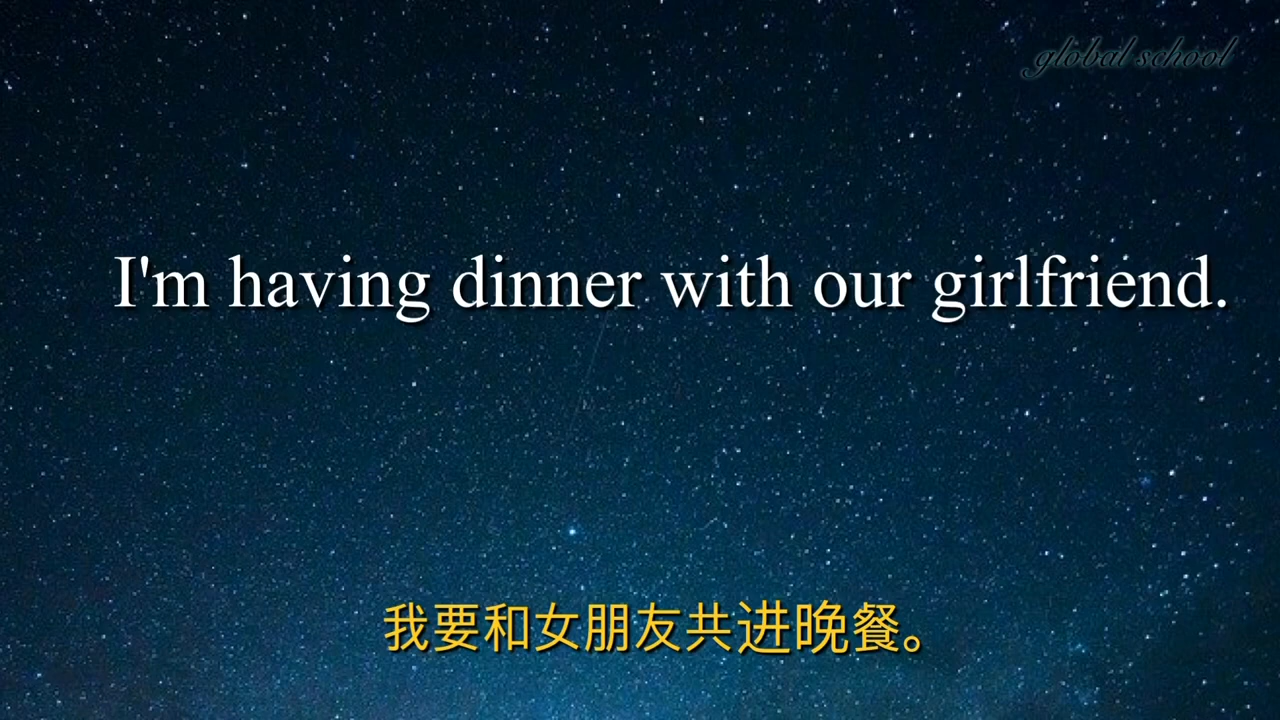 global school
I'm having dinner with our girlfriend.
我要和女朋友共进晚餐。